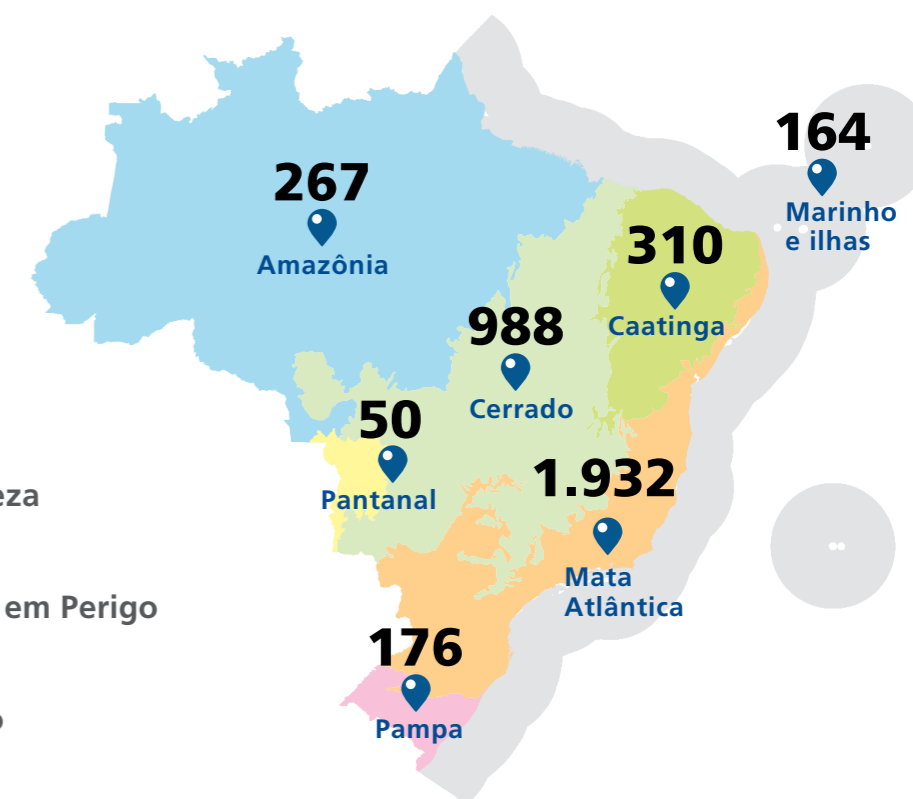 164
Marinho
e ilhas
267
Amazônia
310
Caatinga
988
Cerrado
50
Pantanal
1.932
Mata
Atlântica
em Perigo
176
Pampa